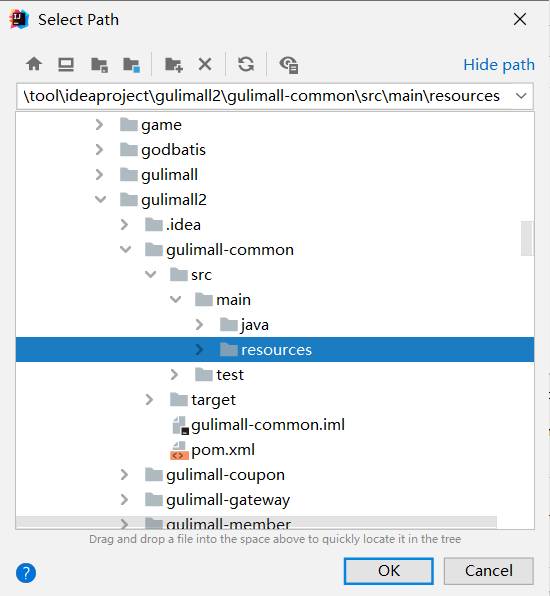 Select Path
Hide path
\tool\ideaproject\gulimall2\gulimall-common\src\main\resources
game
godbatis
gulimall
gulimall2
.idea
gulimall-common
src
main
java
resources
test
target
gulimall-common.iml
pom.xml
gulimall-coupon
gulimall-gateway
gulimall-member
Drag and drop a file into the space above to quickly locate it in the tree
?
OK
Cancel